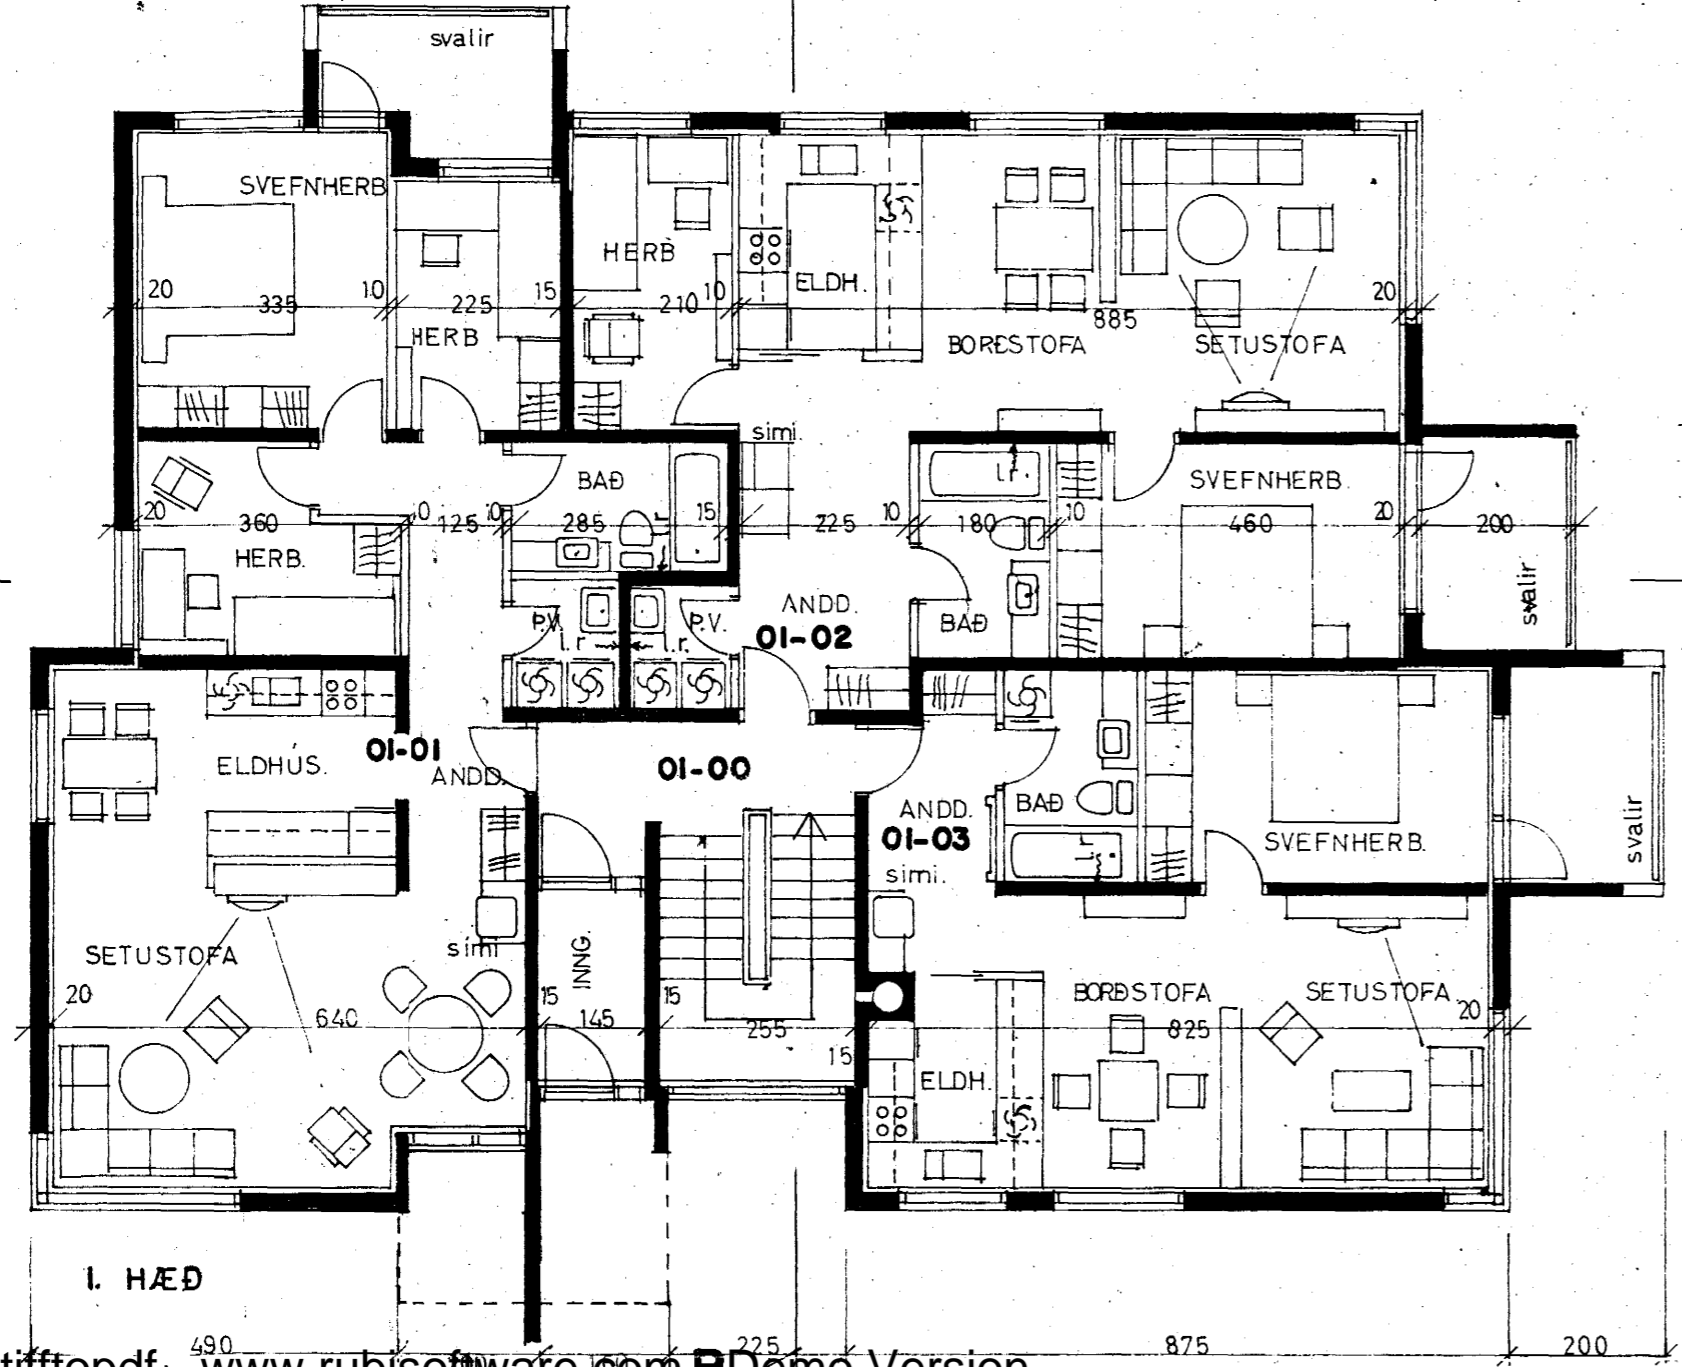 svalir
SVEFNHERB
HERB
ELDH.
20
335
10
225
15
210
10
885
20
HERB
BORÐSTOFA
SETUSTOFA
simi.
BAÐ
l.r.
SVEFNHERB.
20
360
10
125
10
285
15
225
10
180
10
460
20
200
HERB.
svalir
ANDD.
P.V.
P.V.
01-02
BAÐ
l.r
l.r.
01-01
ELDHÚS.
ANDD.
01-00
ANDD.
BAÐ
01-03
SVEFNHERB.
svalir
l.r.
simi.
SETUSTOFA
sími
INNG.
20
640
15
145
15
255
15
BORÐSTOFA
SETUSTOFA
825
20
ELDH.
1. HÆÐ
490
225
875
200
tifftopdf
www.rubisoftware.com
Demo Version